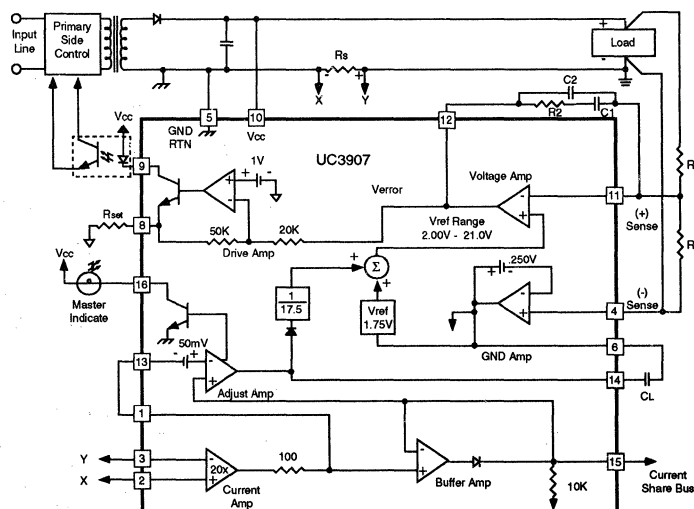 Input
Line
Primary
Side
Control
Rs
- +
X Y
+
Load
-
C2
R2 C1
Vcc
5 10 12
GND
RTN
Vcc
UC3907
9
1V
+ -
Verror
Voltage Amp
11
R
(+)
Sense
Rset
8
50K 20K
Drive Amp
Vref Range
2.00V - 21.0V
R
Vcc
16
Master
Indicate
Σ
+ +
1
17.5
Vref
1.75V
.250V
+ -
4
(-)
Sense
GND Amp
6
50mV
- +
13
Adjust Amp
14
CL
1
Y 3
X 2
20x
Current
Amp
100
Buffer Amp
10K
15
Current
Share Bus